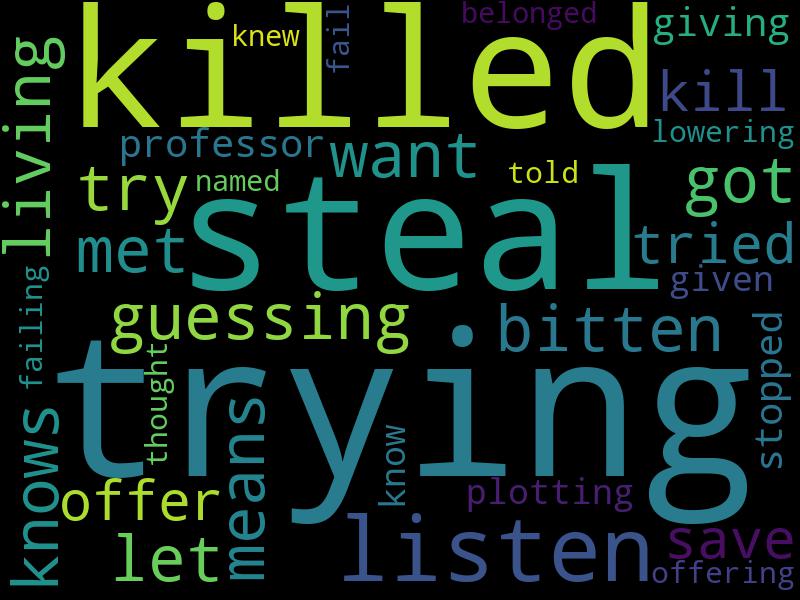 killed
knew
fail
belonged
giving
living
kill
professor
want
lowering
try
named
told
got
steal
met
tried
given
failing
guessing
bitten
trying
thought
stopped
knows
means
know
offer
plotting
let
listen
save
offering